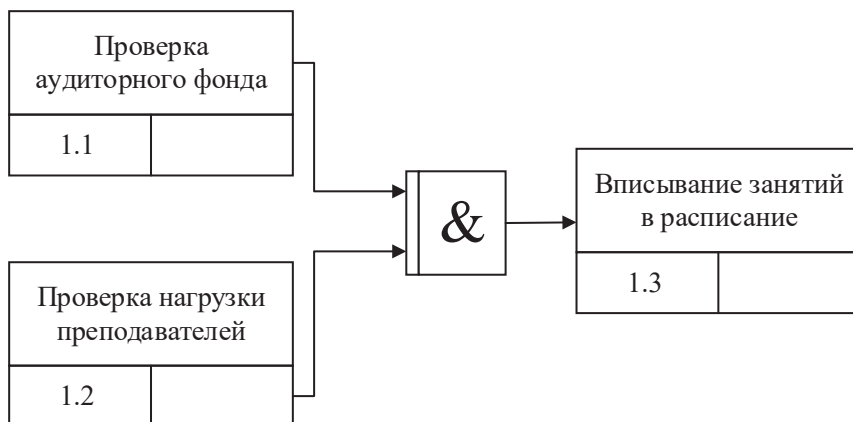 Проверка
аудиторного фонда
1.1
&
Вписывание занятий
в расписание
1.3
Проверка нагрузки
преподавателей
1.2